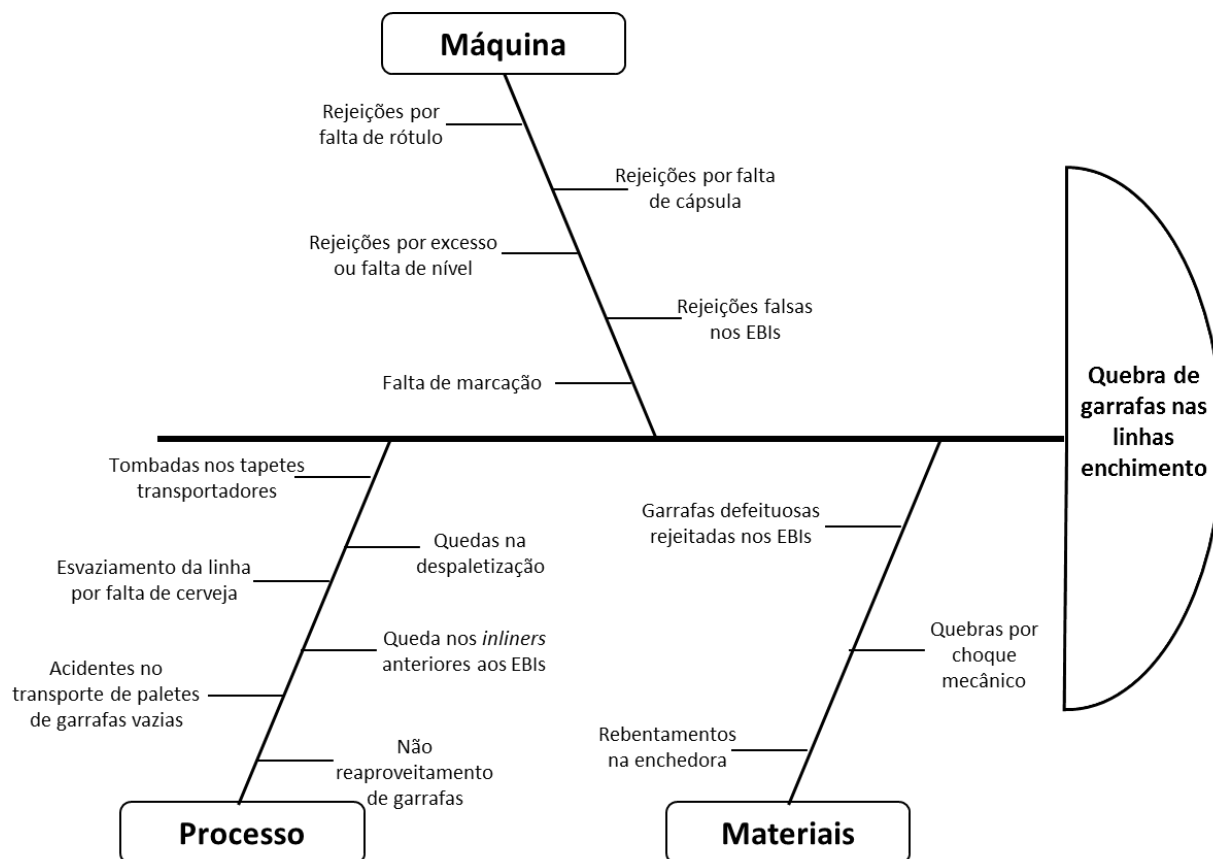 Máquina
Rejeições por
falta de rótulo
Rejeições por falta
de cápsula
Rejeições por excesso
ou falta de nível
Rejeições falsas
nos EBIs
Falta de marcação
Quebra de
garrafas nas
linhas
enchimento
Tombadas nos tapetes
transportadores
Quedas na
despaletização
Esvaziamento da linha
por falta de cerveja
Queda nos inliners
anteriores aos EBIs
Acidentes no
transporte de paletes
de garrafas vazias
Não
reaproveitamento
de garrafas
Processo
Garrafas defeituosas
rejeitadas nos EBIs
Quebras por
choque
mecânico
Rebentamentos
na enchedora
Materiais